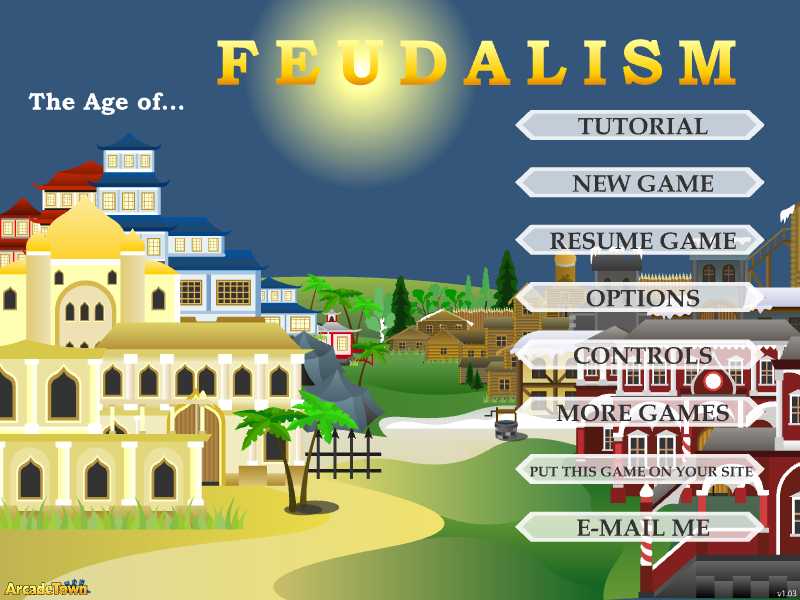 FEUDALISM
The Age of...
TUTORIAL
NEW GAME
RESUME GAME
OPTIONS
CONTROLS
MORE GAMES
PUT THIS GAME ON YOUR SITE
E-MAIL ME
ArcadeTown
v1.03